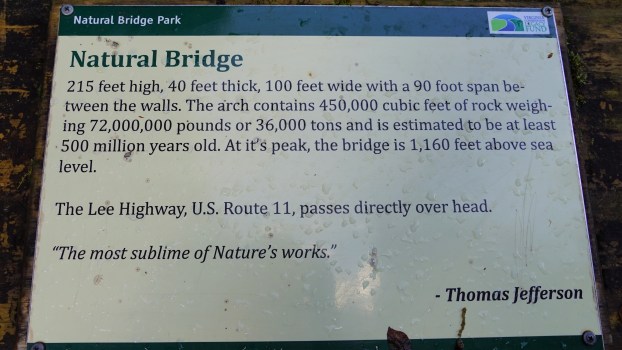 Natural Bridge Park
Natural Bridge
215 feet high, 40 feet thick, 100 feet wide with a 90 foot span be-
tween the walls. The arch contains 450,000 cubic feet of rock weigh-
ing 72,000,000 pounds or 36,000 tons and is estimated to be at least
500 million years old. At it's peak, the bridge is 1,160 feet above sea
level.
The Lee Highway, U.S. Route 11, passes directly over head.
“The most sublime of Nature's works.”
- Thomas Jefferson